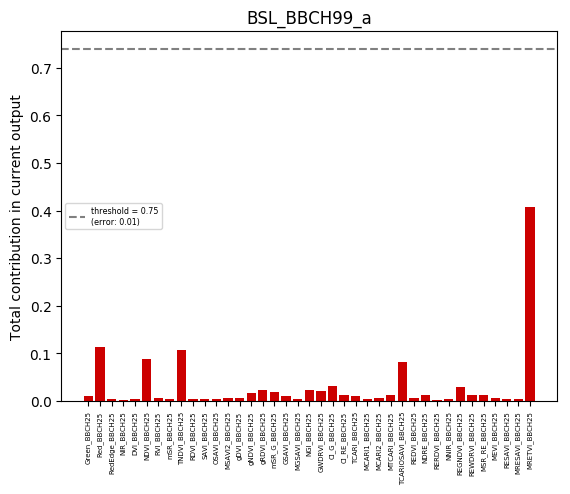 BSL_BBCH99_a
Total contribution in current output
0.7
0.6
0.5
0.4
0.3
0.2
0.1
0.0
threshold = 0.75
(error: 0.01)
Green_BBCH25
Red_BBCH25
RedEdge_BBCH25
NIR_BBCH25
DVI_BBCH25
NDVI_BBCH25
RVI_BBCH25
mSR_BBCH25
TNDVI_BBCH25
RDVI_BBCH25
SAVI_BBCH25
OSAVI_BBCH25
MSAVI2_BBCH25
gDVI_BBCH25
gNDVI_BBCH25
gRDVI_BBCH25
mSR_G_BBCH25
GSAVI_BBCH25
MGSAVI_BBCH25
NGI_BBCH25
GWDRVI_BBCH25
CI_G_BBCH25
CI_RE_BBCH25
TCARI_BBCH25
MCARI1_BBCH25
MCARI2_BBCH25
MTCARI_BBCH25
TCARIOSAVI_BBCH25
REDVI_BBCH25
NDRE_BBCH25
RERDVI_BBCH25
NNIR_BBCH25
REGNDVI_BBCH25
REWDRVI_BBCH25
MSR_RE_BBCH25
MEVI_BBCH25
RESAVI_BBCH25
MRESAVI_BBCH25
MRETVI_BBCH25